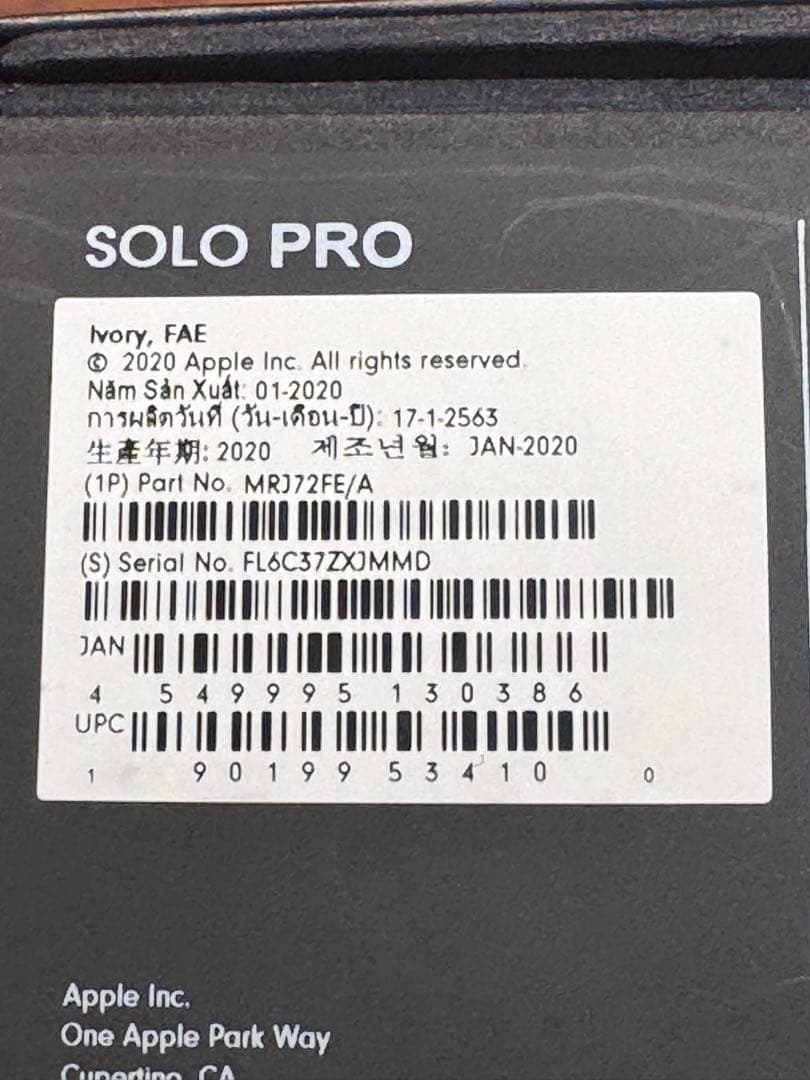 SOLO PRO
Ivory, FAE
© 2020 Apple Inc. All rights reserved.
Năm Sản Xuất: 01-2020
การผลิตวันที่ (วัน-เดือน-ปี): 17-1-2563
生產年期: 2020 제조년월: JAN-2020
(1P) Part No. MRJ72FE/A
(S) Serial No. FL6C37ZXJMMD
JAN
4 549995 130386
UPC
1 90199 53410 0
Apple Inc.
One Apple Park Way
Cupertino, CA